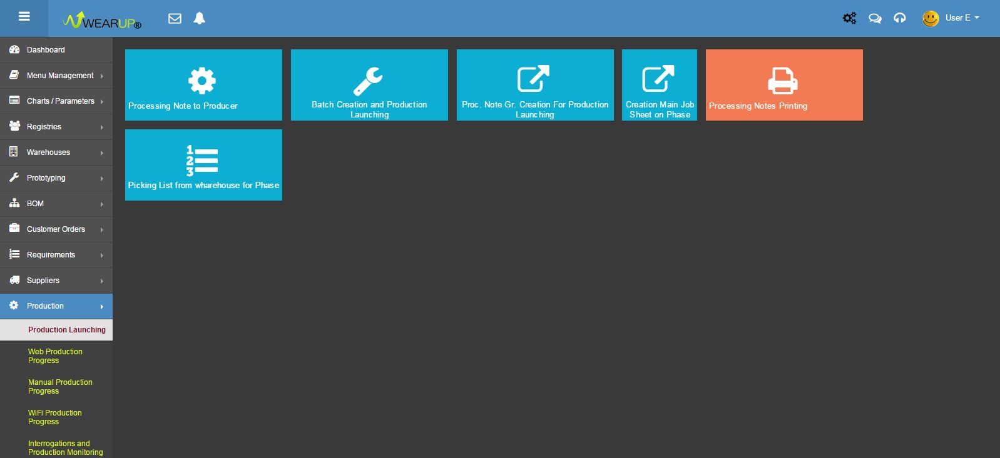 WEARUP®
User E
Dashboard
Menu Management
Charts / Parameters
Registries
Warehouses
Prototyping
BOM
Customer Orders
Requirements
Suppliers
Production
Production Launching
Web Production
Progress
Manual Production
Progress
WiFi Production
Progress
Interrogations and
Production Monitoring
Processing Note to Producer
Batch Creation and Production
Launching
Proc. Note Gr. Creation For Production
Launching
Creation Main Job
Sheet on Phase
Processing Notes Printing
1
2
3
Picking List from wharehouse for Phase